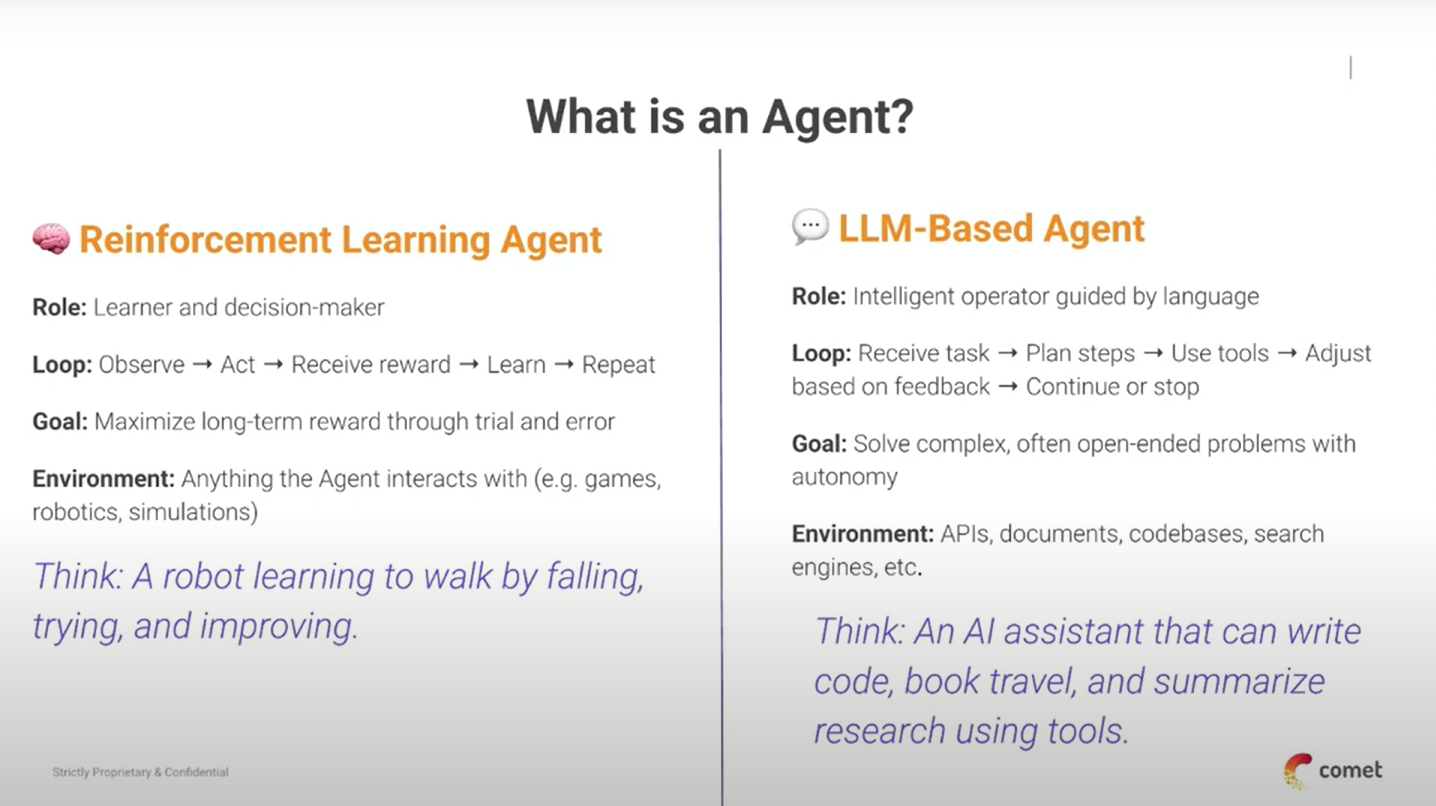 What is an Agent?
Reinforcement Learning Agent
Role: Learner and decision-maker
Loop: Observe → Act → Receive reward → Learn → Repeat
Goal: Maximize long-term reward through trial and error
Environment: Anything the Agent interacts with (e.g. games,
robotics, simulations)
Think: A robot learning to walk by falling,
trying, and improving.
LLM-Based Agent
Role: Intelligent operator guided by language
Loop: Receive task → Plan steps → Use tools → Adjust
based on feedback → Continue or stop
Goal: Solve complex, often open-ended problems with
autonomy
Environment: APIs, documents, codebases, search
engines, etc.
Think: An AI assistant that can write
code, book travel, and summarize
research using tools.
Strictly Proprietary & Confidential
comet